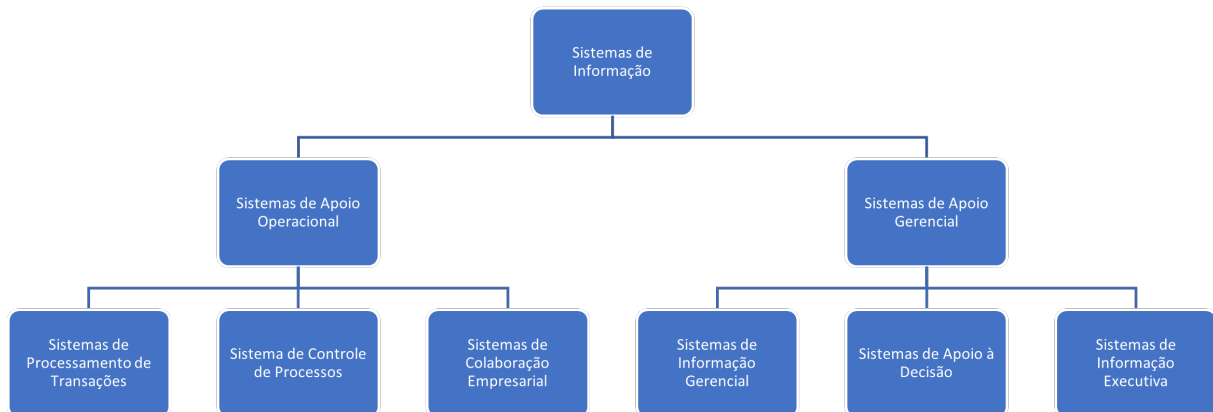 Sistemas de
Informação
Sistemas de Apoio
Operacional
Sistemas de Apoio
Gerencial
Sistemas de
Processamento de
Transações
Sistema de Controle
de Processos
Sistemas de
Colaboração
Empresarial
Sistemas de
Informação
Gerencial
Sistemas de Apoio à
Decisão
Sistemas de
Informação
Executiva